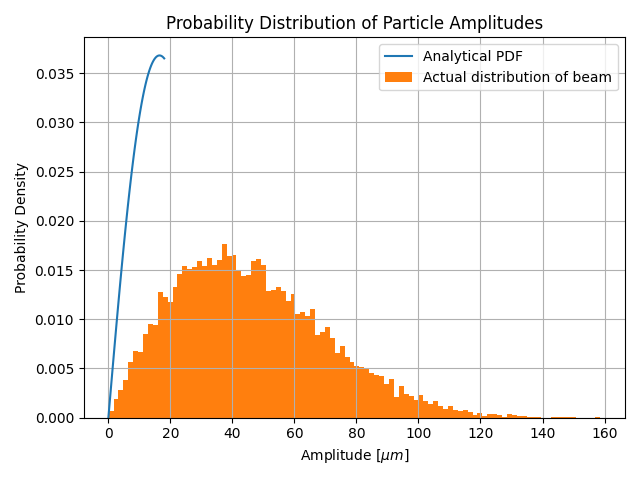 Probability Distribution of Particle Amplitudes
Analytical PDF
Actual distribution of beam
Probability Density
0.035
0.030
0.025
0.020
0.015
0.010
0.005
0.000
0 20 40 60 80 100 120 140 160
Amplitude [μm]